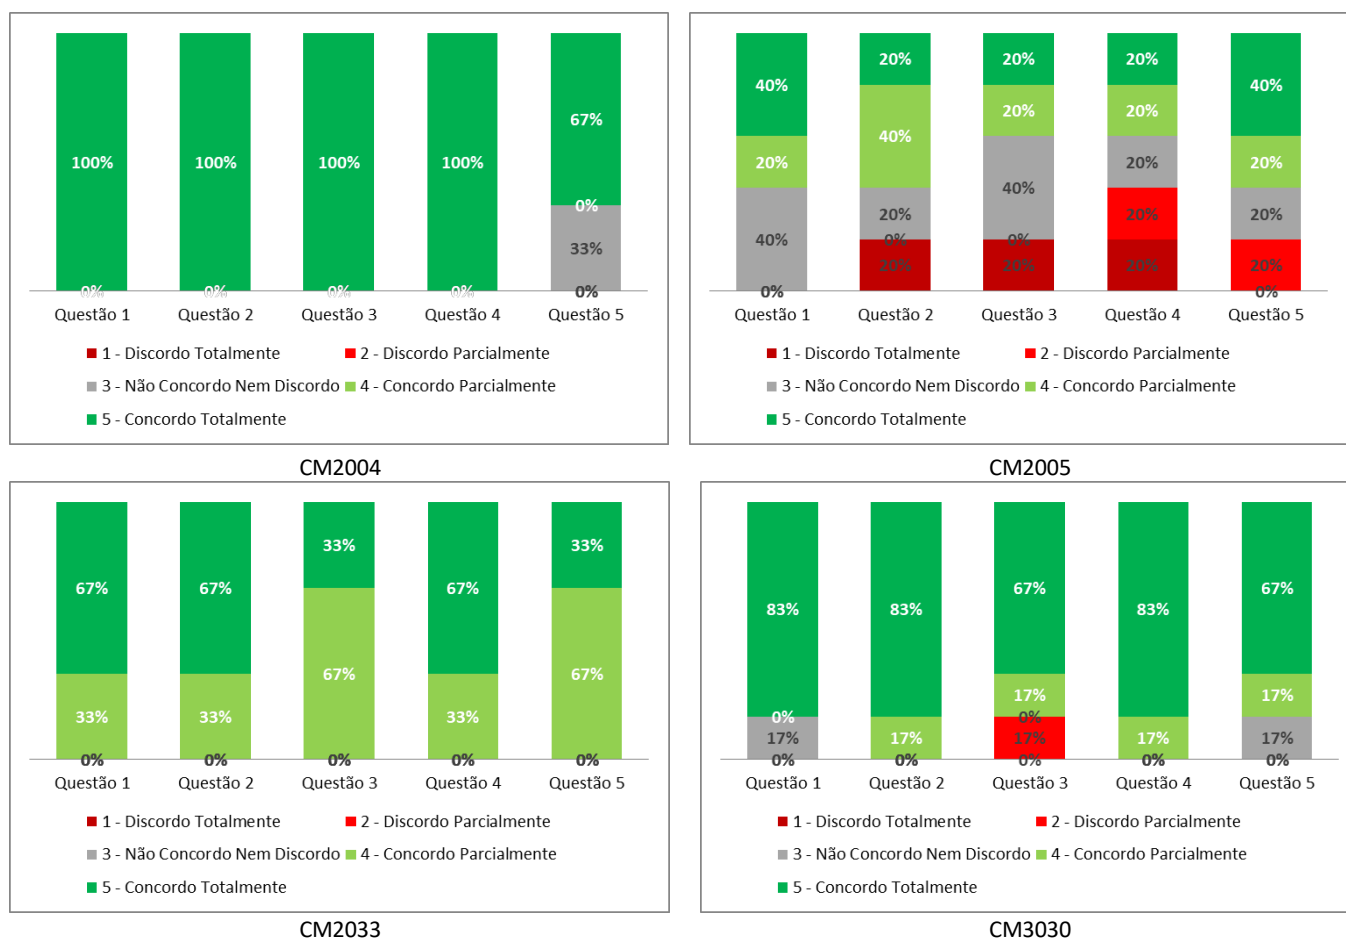 67%
100% 100% 100% 100%
0%
33%
0% 0% 0% 0% 0%
Questão 1 Questão 2 Questão 3 Questão 4 Questão 5
1 - Discordo Totalmente 2 - Discordo Parcialmente
3 - Não Concordo Nem Discordo 4 - Concordo Parcialmente
5 - Concordo Totalmente
CM2004
20% 20% 20%
40% 40%
20% 20%
40%
20% 20% 20%
40%
20% 20% 20%
40% 0% 0%
20% 20% 20% 20%
0% 0%
Questão 1 Questão 2 Questão 3 Questão 4 Questão 5
1 - Discordo Totalmente 2 - Discordo Parcialmente
3 - Não Concordo Nem Discordo 4 - Concordo Parcialmente
5 - Concordo Totalmente
CM2005
33% 33%
67% 67% 67%
67% 67%
33% 33% 33%
0% 0% 0% 0% 0%
Questão 1 Questão 2 Questão 3 Questão 4 Questão 5
1 - Discordo Totalmente 2 - Discordo Parcialmente
3 - Não Concordo Nem Discordo 4 - Concordo Parcialmente
5 - Concordo Totalmente
CM2033
67% 67%
83% 83% 83%
17% 17%
0% 0%
17% 17% 17% 17% 17%
0% 0% 0% 0% 0%
Questão 1 Questão 2 Questão 3 Questão 4 Questão 5
1 - Discordo Totalmente 2 - Discordo Parcialmente
3 - Não Concordo Nem Discordo 4 - Concordo Parcialmente
5 - Concordo Totalmente
CM3030